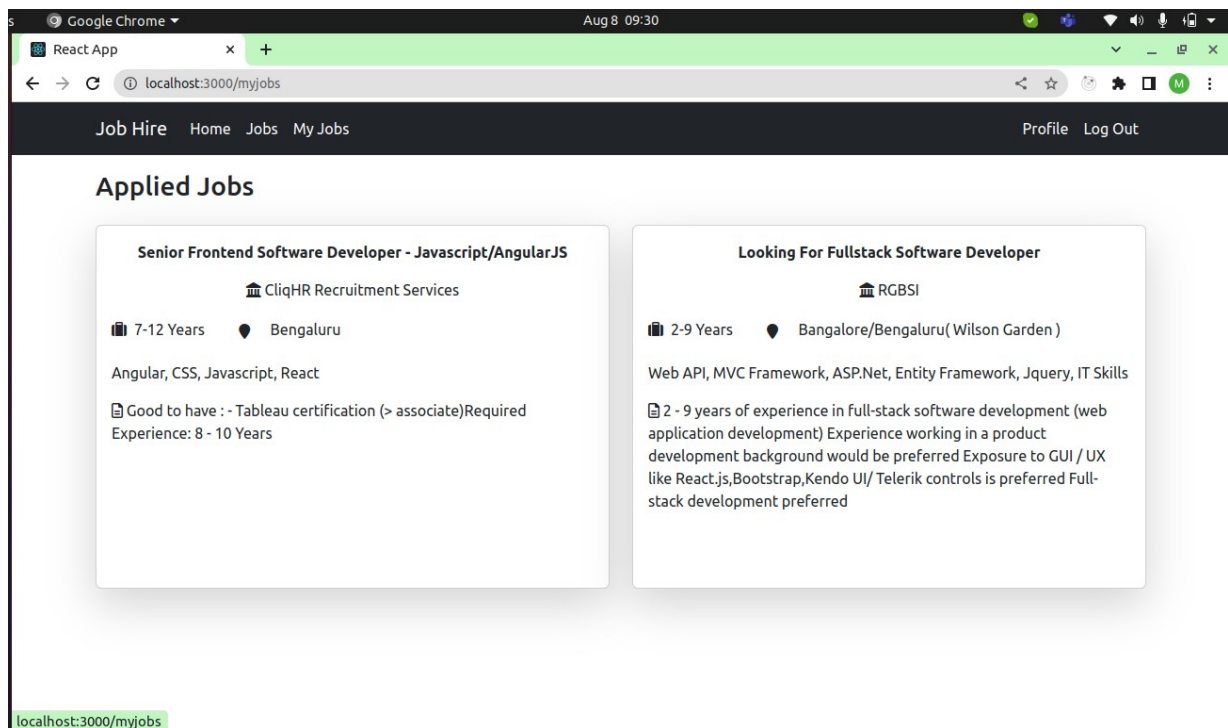 s Google Chrome Aug 8 09:30
React App
localhost:3000/myjobs M
Job Hire Home Jobs My Jobs Profile Log Out
Applied Jobs
Senior Frontend Software Developer - Javascript/AngularJS
CliqHR Recruitment Services
7-12 Years Bengaluru
Angular, CSS, Javascript, React
Good to have : - Tableau certification (> associate)Required
Experience: 8 - 10 Years
Looking For Fullstack Software Developer
RGBSI
2-9 Years Bangalore/Bengaluru( Wilson Garden )
Web API, MVC Framework, ASP.Net, Entity Framework, Jquery, IT Skills
2 - 9 years of experience in full-stack software development (web
application development) Experience working in a product
development background would be preferred Exposure to GUI / UX
like React.js,Bootstrap,Kendo UI/ Telerik controls is preferred Full-
stack development preferred
localhost:3000/myjobs